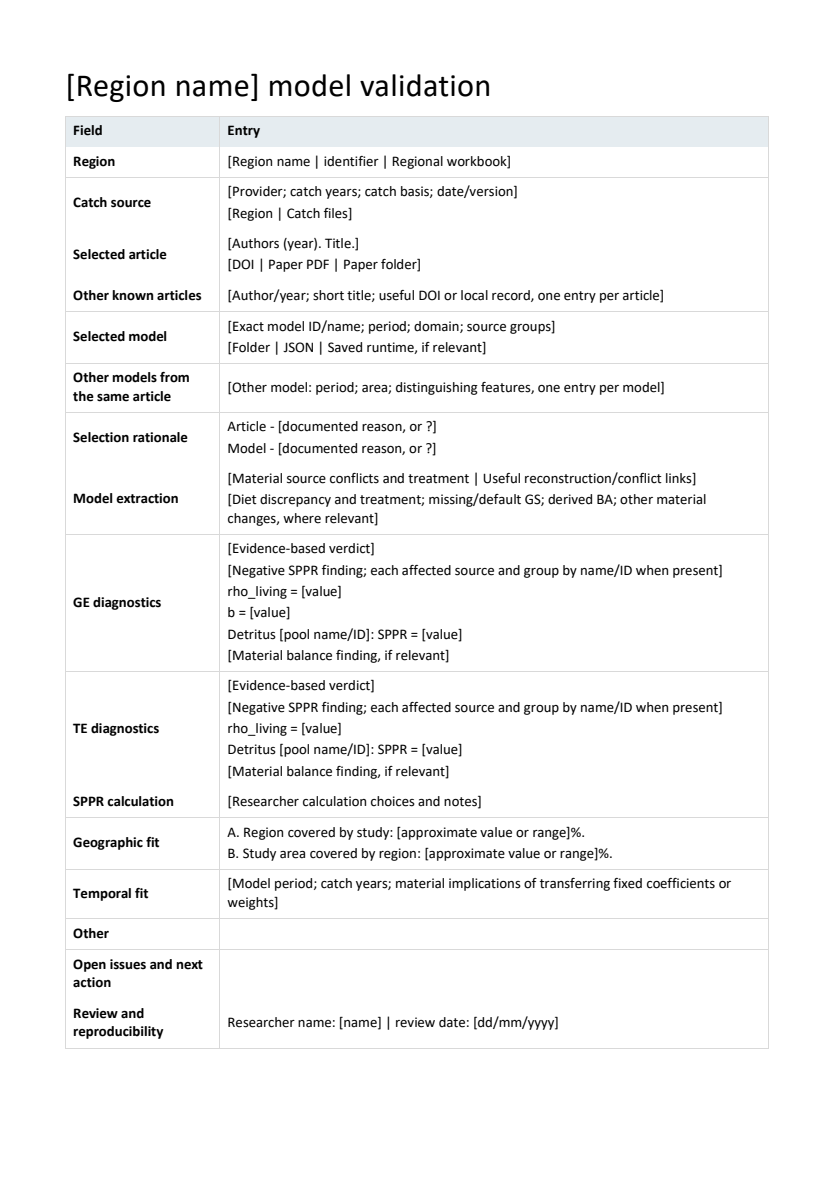 [Region name] model validation
Field Entry
Region [Region name | identifier | Regional workbook]
Catch source
[Provider; catch years; catch basis; date/version]
[Region | Catch files]
Selected article
[Authors (year). Title.]
[DOI | Paper PDF | Paper folder]
Other known articles [Author/year; short title; useful DOI or local record, one entry per article]
Selected model
[Exact model ID/name; period; domain; source groups]
[Folder | JSON | Saved runtime, if relevant]
Other models from
the same article
[Other model: period; area; distinguishing features, one entry per model]
Selection rationale
Article - [documented reason, or ?]
Model - [documented reason, or ?]
Model extraction
[Material source conflicts and treatment | Useful reconstruction/conflict links]
[Diet discrepancy and treatment; missing/default GS; derived BA; other material
changes, where relevant]
GE diagnostics
[Evidence-based verdict]
[Negative SPPR finding; each affected source and group by name/ID when present]
rho_living = [value]
b = [value]
Detritus [pool name/ID]: SPPR = [value]
[Material balance finding, if relevant]
TE diagnostics
[Evidence-based verdict]
[Negative SPPR finding; each affected source and group by name/ID when present]
rho_living = [value]
Detritus [pool name/ID]: SPPR = [value]
[Material balance finding, if relevant]
SPPR calculation [Researcher calculation choices and notes]
Geographic fit
A. Region covered by study: [approximate value or range]%.
B. Study area covered by region: [approximate value or range]%.
Temporal fit
[Model period; catch years; material implications of transferring fixed coefficients or
weights]
Other
Open issues and next
action
Review and
reproducibility
Researcher name: [name] | review date: [dd/mm/yyyy]